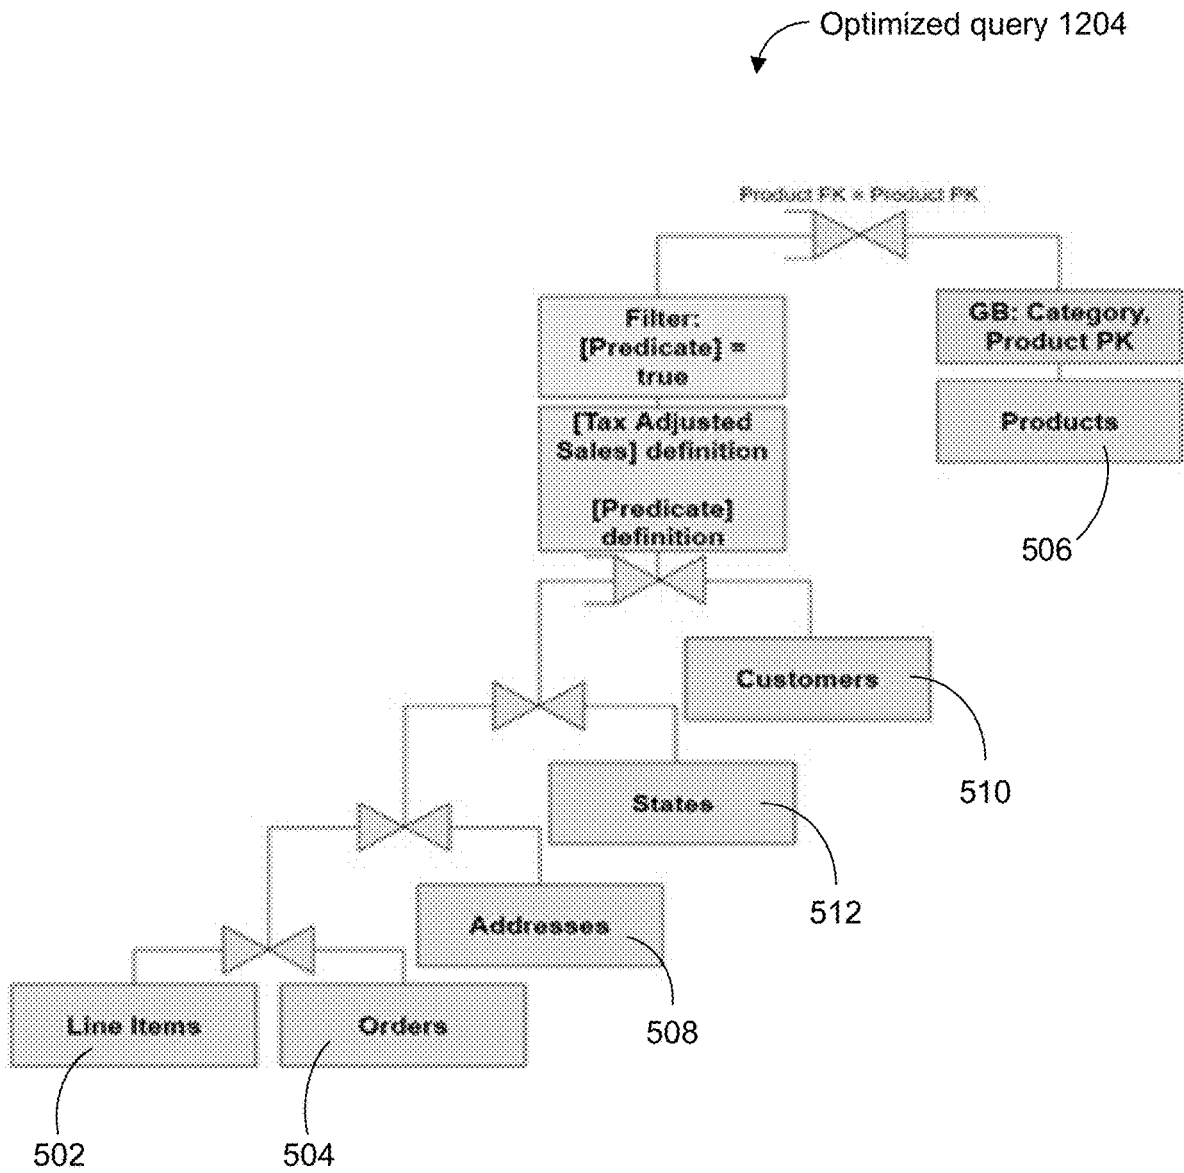 Optimized query 1204
Product FK = Product PK
Filter:
[Predicate] =
true
GB: Category,
Product PK
[Tax Adjusted
Sales] definition
[Predicate]
definition
Products
506
Customers
510
States
512
Addresses
508
Line Items
Orders
502
504